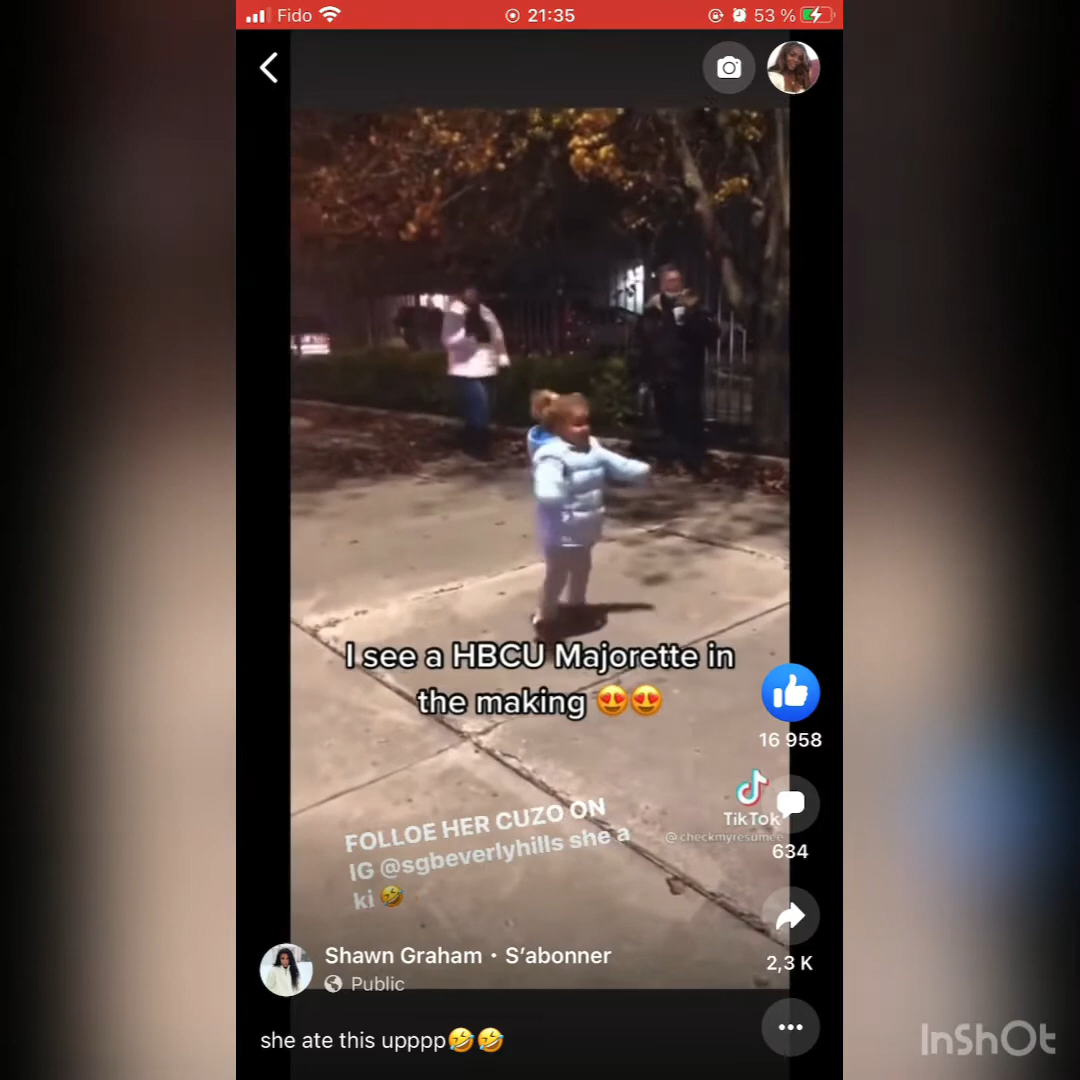 Fido 21:35 53 %
I see a HBCU Majorette in
the making 😍😍
16 958
TikTok
@checkmyresumee
634
FOLLOE HER CUZO ON
IG @sgbeverlyhills she a
ki 🤣
2,3 K
Shawn Graham • S’abonner
Public
she ate this upppp🤣🤣
InShOt